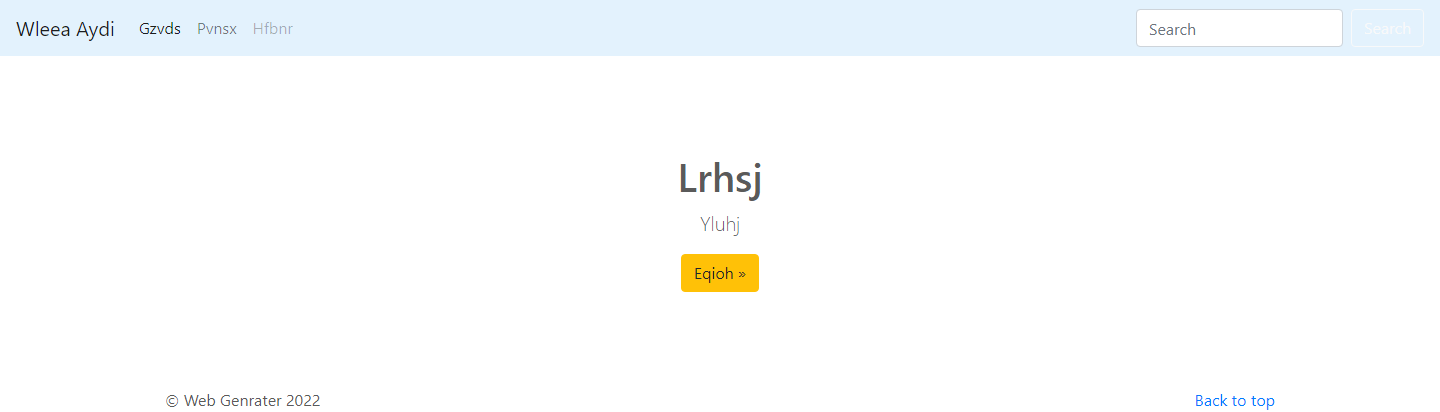 Wleea Aydi Gzvds Pvnsx Hfbnr Search Search
Lrhsj
Yluhj
Eqioh »
© Web Genrater 2022 Back to top